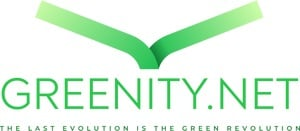 GREENITY.NET
THE LAST EVOLUTION IS THE GREEN REVOLUTION